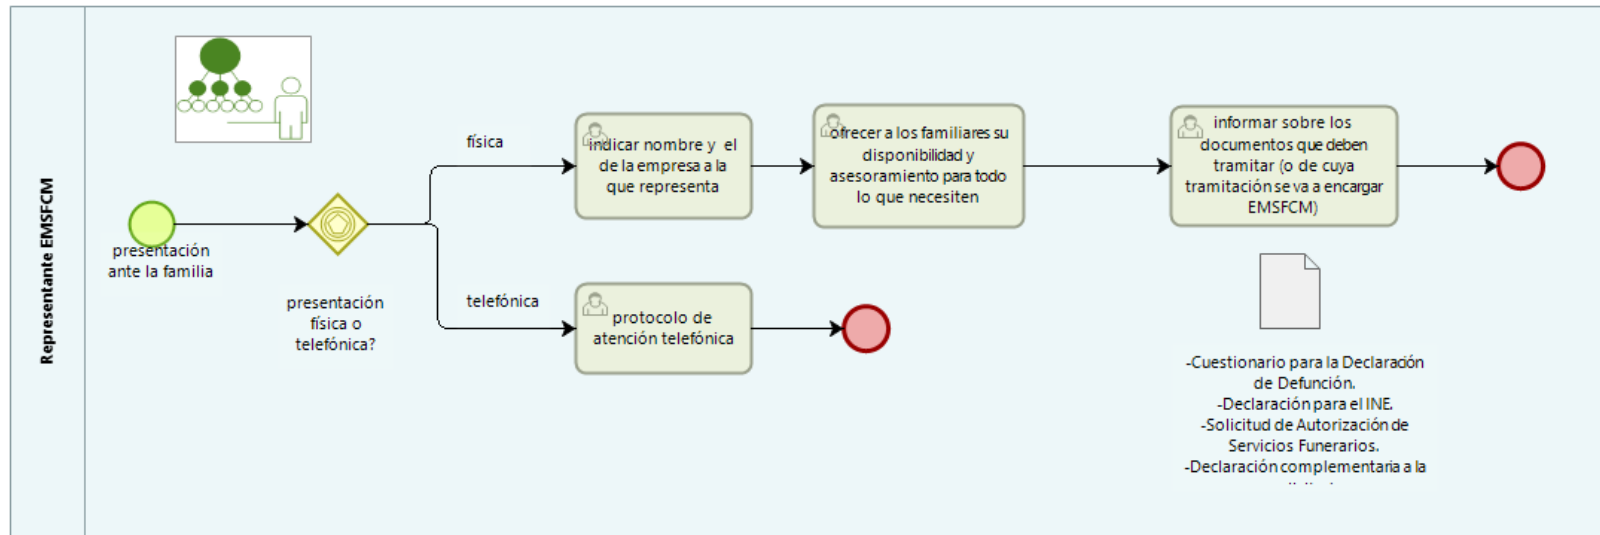 Representante EMSFCM
presentación
ante la familia
presentación
física o
telefónica?
física
indicar nombre y el
de la empresa a la
que representa
ofrecer a los familiares su
disponibilidad y
asesoramiento para todo
lo que necesiten
informar sobre los
documentos que deben
tramitar (o de cuya
tramitación se va a encargar
EMSFCM)
telefónica
protocolo de
atención telefónica
-Cuestionario para la Declaración
de Defunción.
-Declaración para el INE.
-Solicitud de Autorización de
Servicios Funerarios.
-Declaración complementaria a la